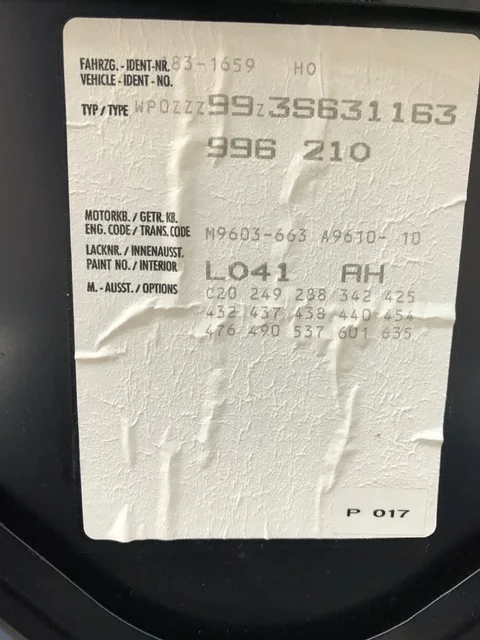 FAHRZG. - IDENT-NR. 83-1659 H0
VEHICLE - IDENT - NO.
TYP / TYPE WP0ZZZ99Z3S631163
996 210
MOTORKB. / GETR. KB.
ENG. CODE / TRANS. CODE M9603-663 A9610- 10
LACKNR. / INNENAUSST.
PAINT NO. / INTERIOR L041 AH
M. - AUSST. / OPTIONS C20 249 288 342 425
432 437 438 440 454
476 490 537 601 635
P 017